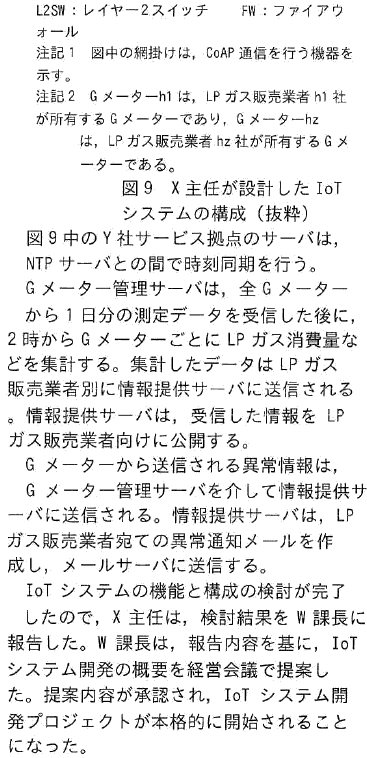 L2SW：レイヤー2スイッチ　　FW：ファイアウ
ォール
注記1　図中の網掛けは，CoAP 通信を行う機器を
示す。
注記2　Gメーターh1 は，LP ガス販売業者 h1 社
が所有する G メーターであり，G メーターhz
は，LP ガス販売業者 hz 社が所有する G メ
ーターである。
図9　X 主任が設計した IoT
システムの構成（抜粋）
図9中のY社サービス拠点のサーバは，
NTP サーバとの間で時刻同期を行う。
G メーター管理サーバは，全 G メーター
から1日分の測定データを受信した後に，
2時から G メーターごとに LP ガス消費量な
どを集計する。集計したデータは LP ガス
販売業者別に情報提供サーバに送信される
。情報提供サーバは，受信した情報を LP
ガス販売業者向けに公開する。
G メーターから送信される異常情報は，
G メーター管理サーバを介して情報提供サ
ーバに送信される。情報提供サーバは，LP
ガス販売業者宛ての異常通知メールを作
成し，メールサーバに送信する。
IoT システムの機能と構成の検討が完了
したので，X 主任は，検討結果を W 課長に
報告した。W 課長は，報告内容を基に，IoT
システム開発の概要を経営会議で提案し
た。提案内容が承認され，IoT システム開
発プロジェクトが本格的に開始されること
になった。